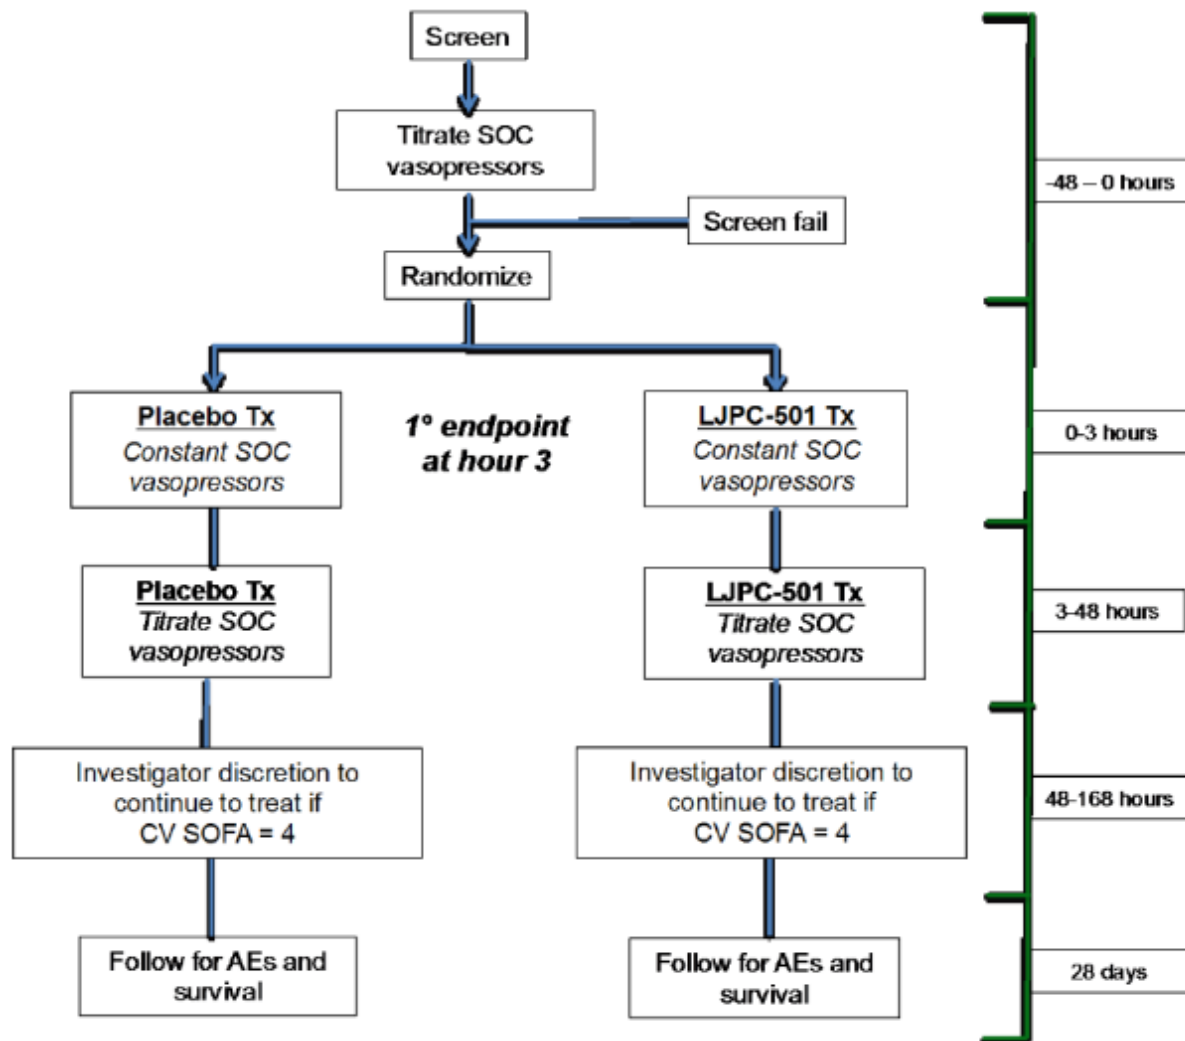 Screen
Titrate SOC
vasopressors
-48 – 0 hours
Screen fail
Randomize
Placebo Tx
Constant SOC
vasopressors
1° endpoint
at hour 3
LJPC-501 Tx
Constant SOC
vasopressors
0-3 hours
Placebo Tx
Titrate SOC
vasopressors
LJPC-501 Tx
Titrate SOC
vasopressors
3-48 hours
Investigator discretion to
continue to treat if
CV SOFA = 4
Investigator discretion to
continue to treat if
CV SOFA = 4
48-168 hours
Follow for AEs and
survival
Follow for AEs and
survival
28 days